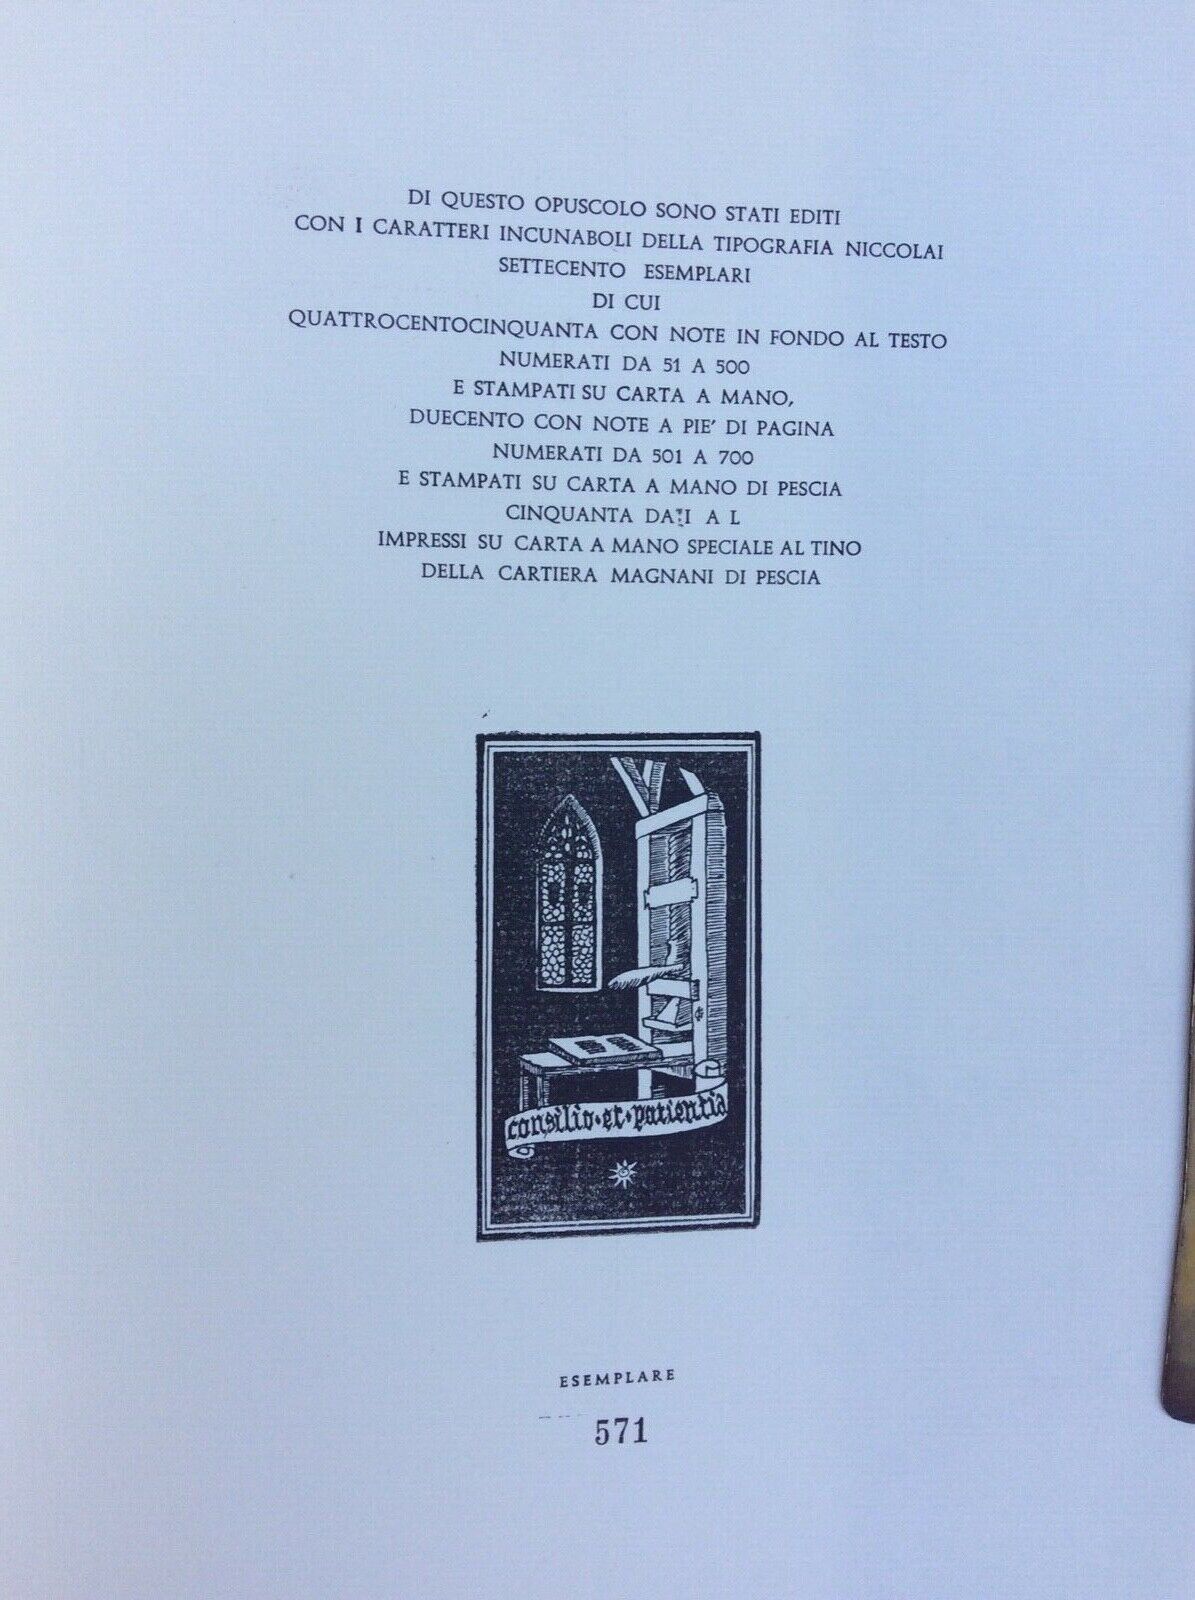 DI QUESTO OPUSCOLO SONO STATI EDITI
CON I CARATTERI INCUNABOLI DELLA TIPOGRAFIA NICCOLAI
SETTECENTO ESEMPLARI
DI CUI
QUATTROCENTOCINQUANTA CON NOTE IN FONDO AL TESTO
NUMERATI DA 51 A 500
E STAMPATI SU CARTA A MANO,
DUECENTO CON NOTE A PIE' DI PAGINA
NUMERATI DA 501 A 700
E STAMPATI SU CARTA A MANO DI PESCIA
CINQUANTA DA I A L
IMPRESSI SU CARTA A MANO SPECIALE AL TINO
DELLA CARTIERA MAGNANI DI PESCIA
consilio·et·patientia
ESEMPLARE
571